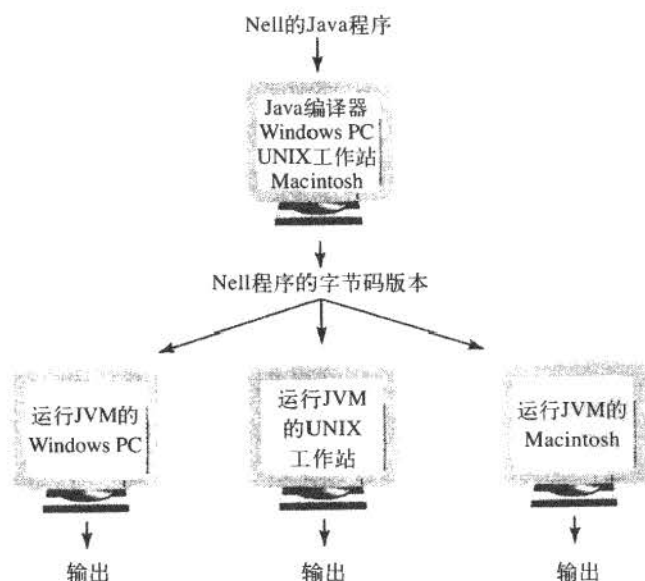 Nell的Java程序
Java编译器
Windows PC
UNIX工作站
Macintosh
Nell程序的字节码版本
运行JVM的
Windows PC
运行JVM
的UNIX
工作站
运行JVM的
Macintosh
输出
输出
输出